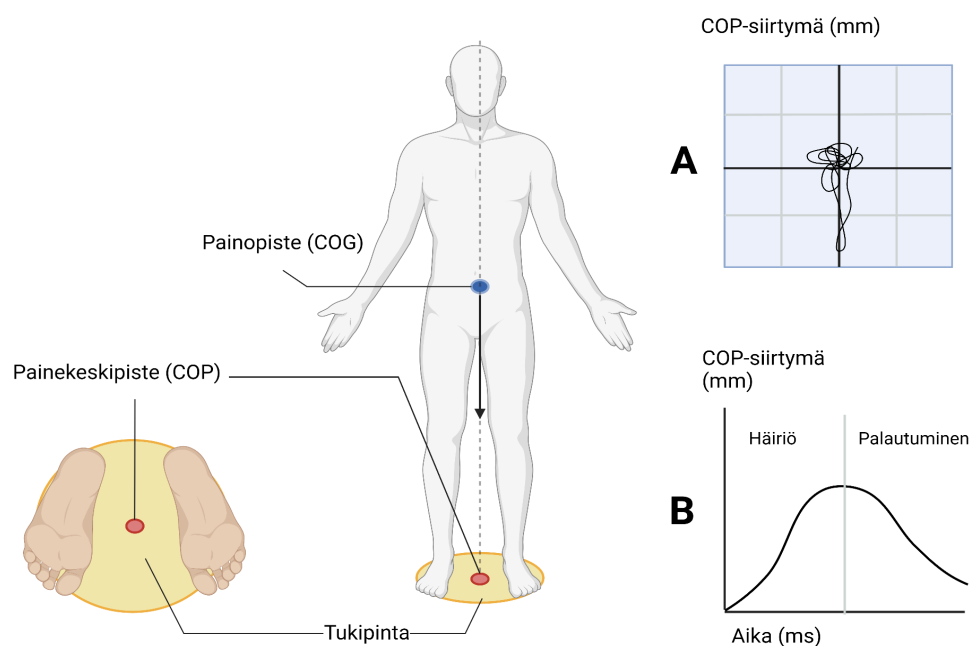 COP-siirtymä (mm)
A
Painopiste (COG)
Painekeskipiste (COP)
Tukipinta
COP-siirtymä
(mm)
Häiriö
Palautuminen
B
Aika (ms)